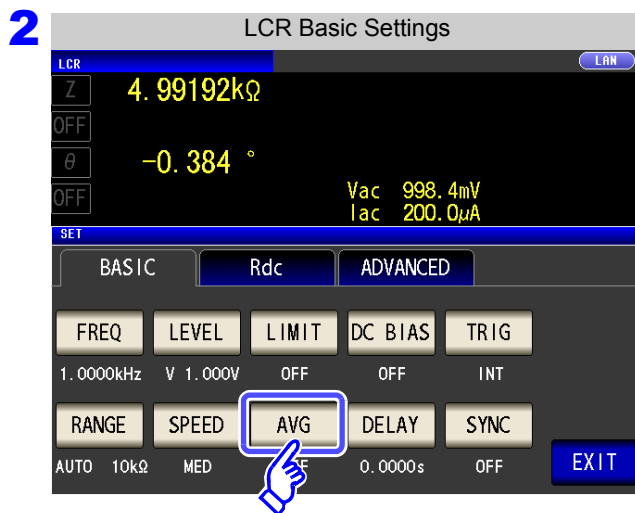 2
LCR Basic Settings
LCR LAN
Z 4.99192kΩ
OFF
θ -0.384 °
OFF
Vac 998.4mV
Iac 200.0µA
SET
BASIC Rdc ADVANCED
FREQ LEVEL LIMIT DC BIAS TRIG
1.0000kHz V 1.000V OFF OFF INT
RANGE SPEED AVG DELAY SYNC
AUTO 10kΩ MED 0.0000s OFF EXIT